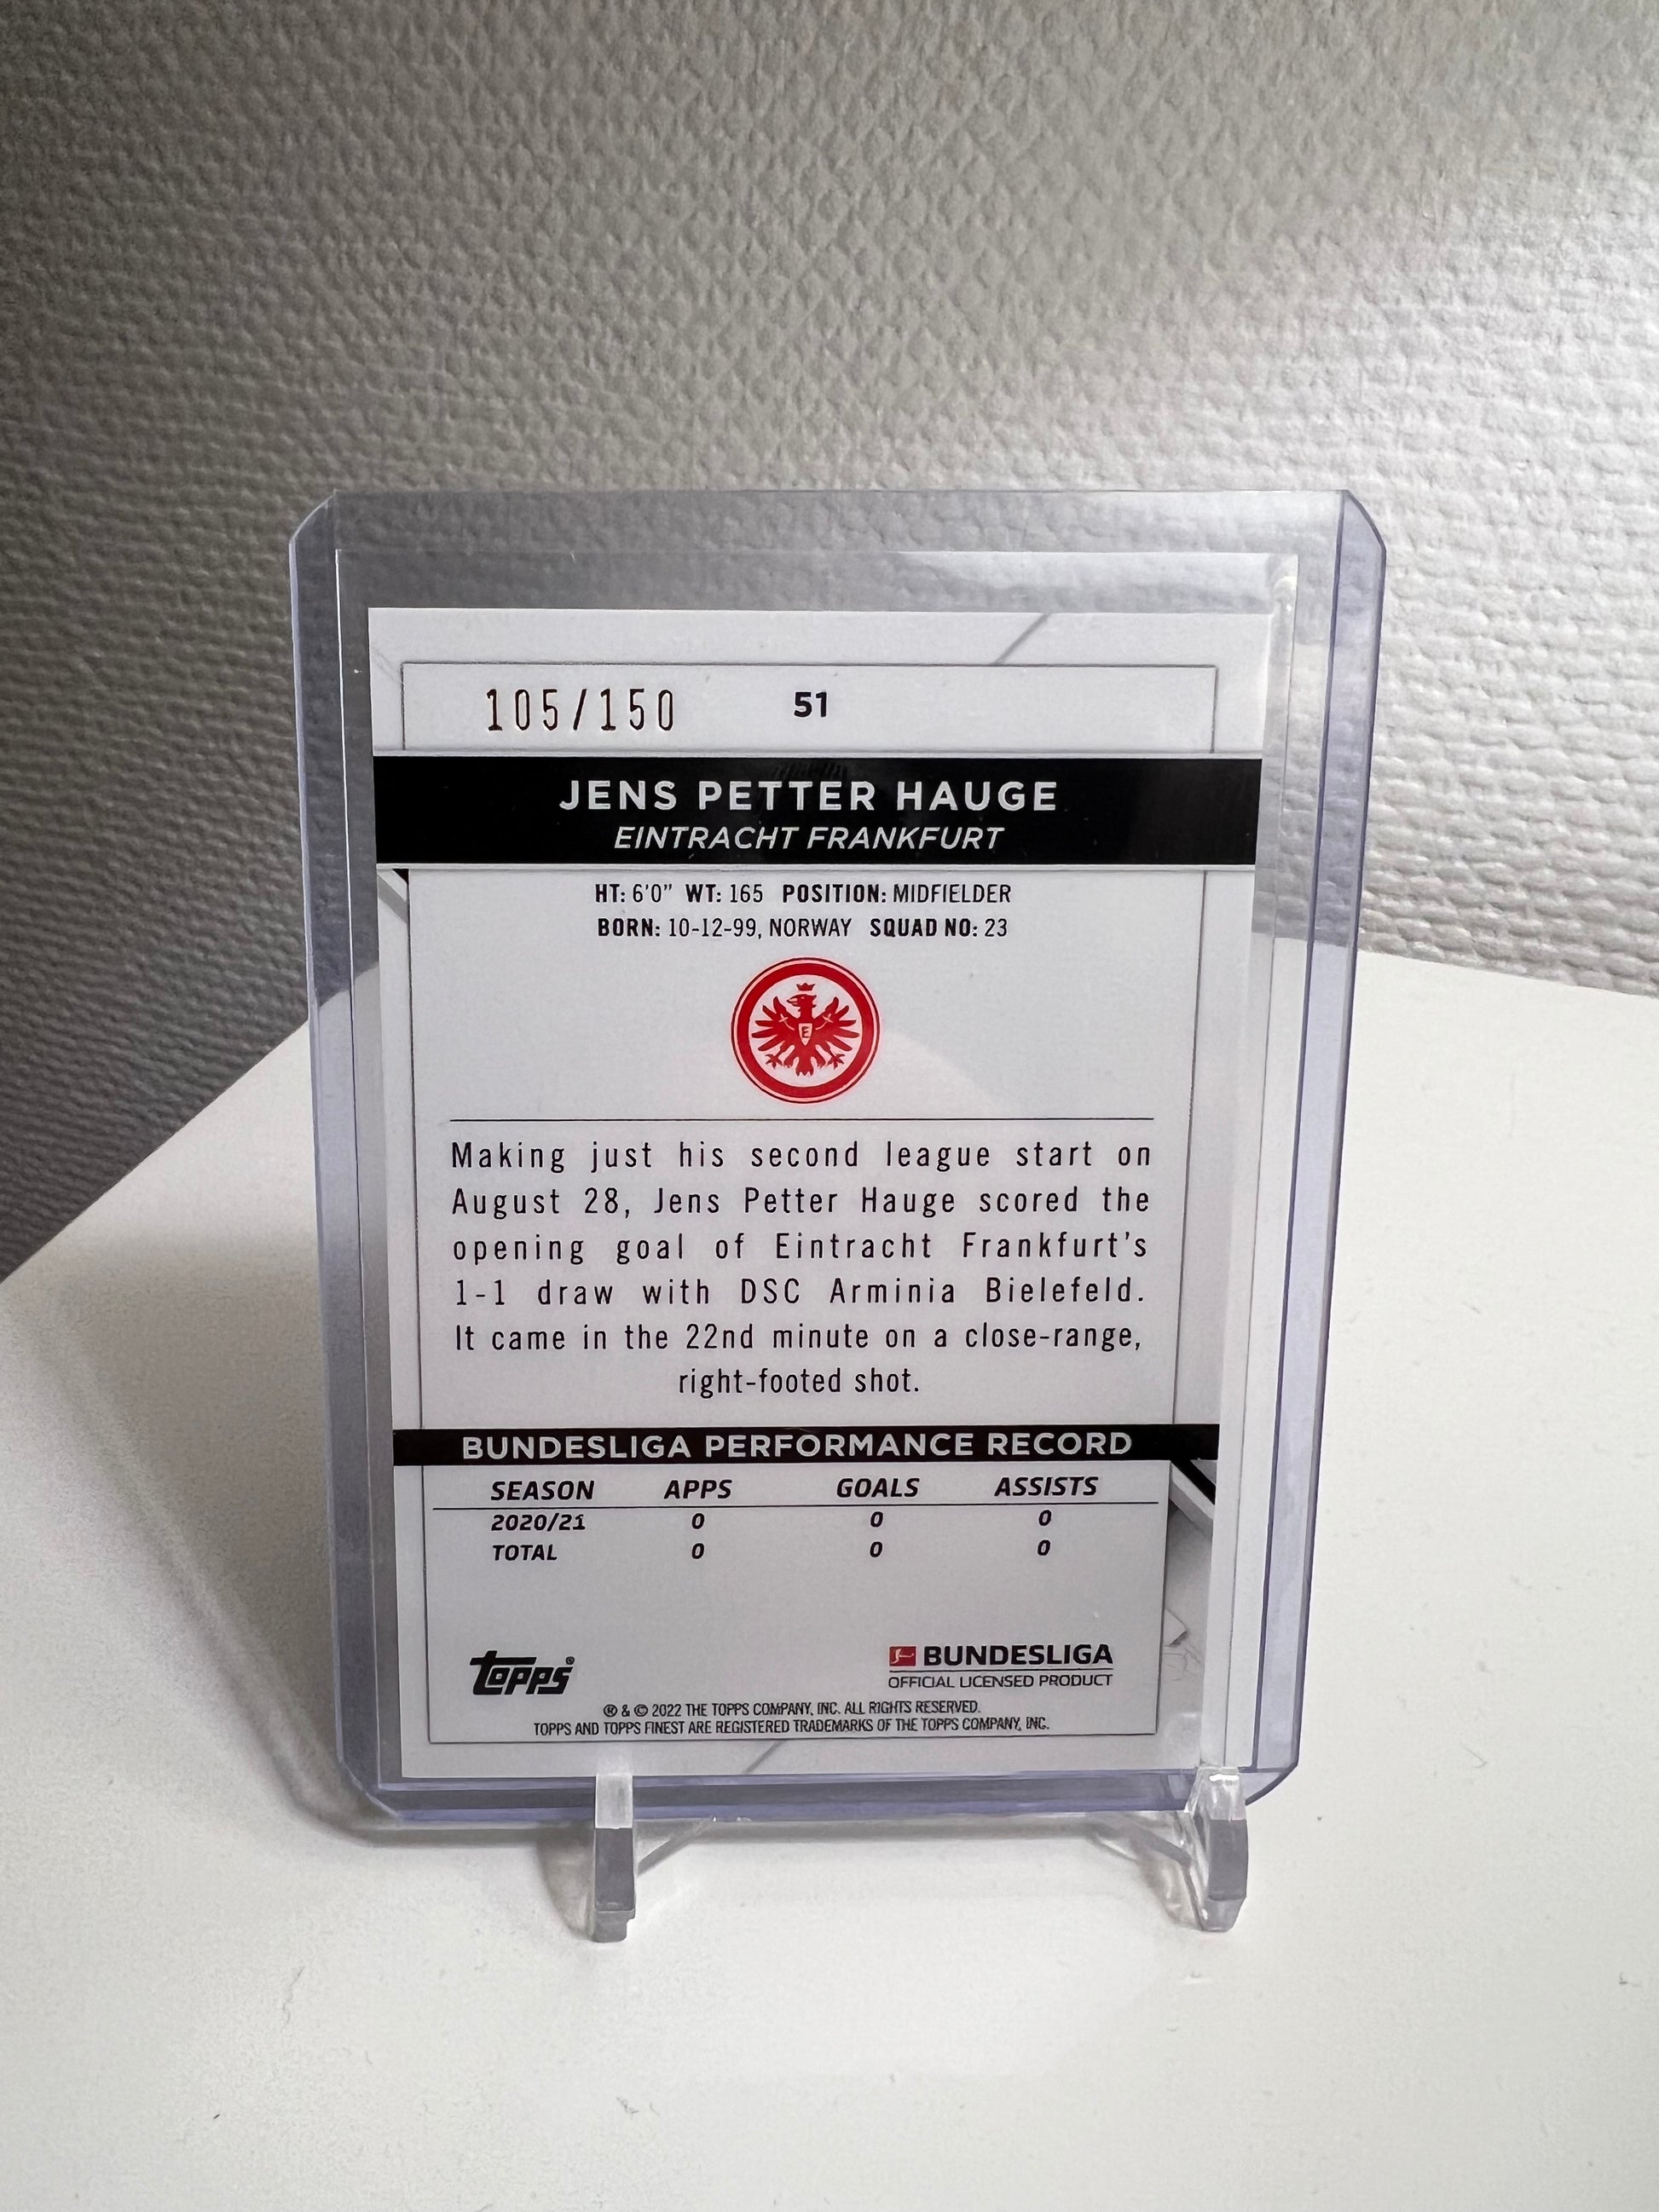 105/150 51
JENS PETTER HAUGE
EINTRACHT FRANKFURT
HT: 6'0" WT: 165 POSITION: MIDFIELDER
BORN: 10-12-99, NORWAY SQUAD NO: 23
E
Making just his second league start on
August 28, Jens Petter Hauge scored the
opening goal of Eintracht Frankfurt's
1-1 draw with DSC Arminia Bielefeld.
It came in the 22nd minute on a close-range,
right-footed shot.
BUNDESLIGA PERFORMANCE RECORD
SEASON APPS GOALS ASSISTS
2020/21 0 0 0
TOTAL 0 0 0
topps®
BUNDESLIGA
OFFICIAL LICENSED PRODUCT
® & © 2022 THE TOPPS COMPANY, INC. ALL RIGHTS RESERVED.
TOPPS AND TOPPS FINEST ARE REGISTERED TRADEMARKS OF THE TOPPS COMPANY, INC.